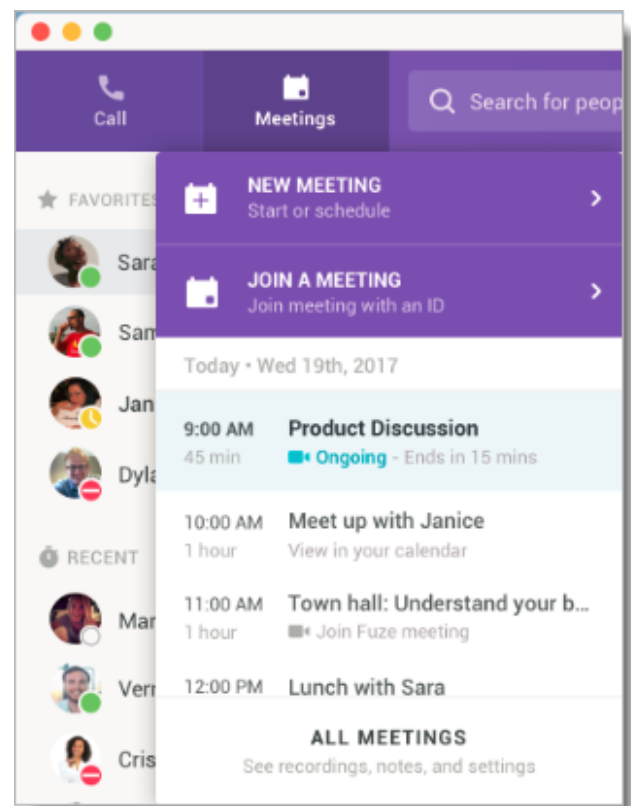 Call
Meetings
Search for peop
FAVORITES
NEW MEETING
Start or schedule
JOIN A MEETING
Join meeting with an ID
Sara
Sam
Jan
Dyla
Today • Wed 19th, 2017
9:00 AM Product Discussion
45 min Ongoing - Ends in 15 mins
10:00 AM Meet up with Janice
1 hour View in your calendar
11:00 AM Town hall: Understand your b...
1 hour Join Fuze meeting
12:00 PM Lunch with Sara
RECENT
Mar
Verr
Cris
ALL MEETINGS
See recordings, notes, and settings